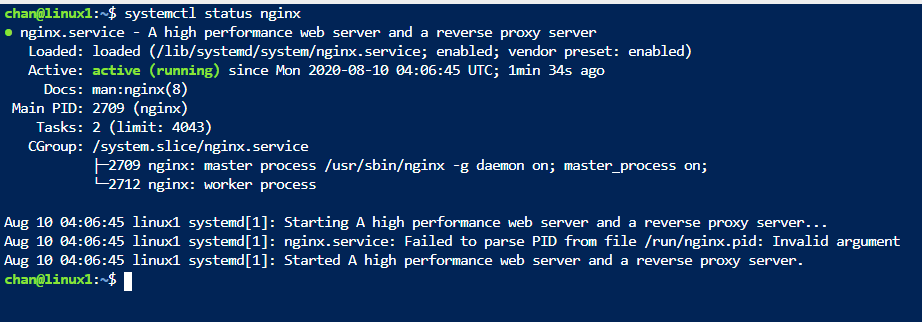 chan@linux1:~$ systemctl status nginx
● nginx.service - A high performance web server and a reverse proxy server
   Loaded: loaded (/lib/systemd/system/nginx.service; enabled; vendor preset: enabled)
   Active: active (running) since Mon 2020-08-10 04:06:45 UTC; 1min 34s ago
     Docs: man:nginx(8)
 Main PID: 2709 (nginx)
    Tasks: 2 (limit: 4043)
   CGroup: /system.slice/nginx.service
           ├─2709 nginx: master process /usr/sbin/nginx -g daemon on; master_process on;
           └─2712 nginx: worker process
Aug 10 04:06:45 linux1 systemd[1]: Starting A high performance web server and a reverse proxy server...
Aug 10 04:06:45 linux1 systemd[1]: nginx.service: Failed to parse PID from file /run/nginx.pid: Invalid argument
Aug 10 04:06:45 linux1 systemd[1]: Started A high performance web server and a reverse proxy server.
chan@linux1:~$